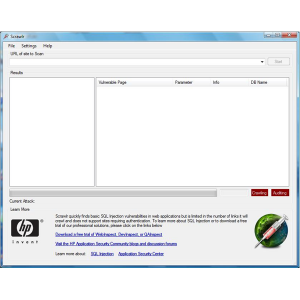 Scrawlr
File Settings Help
URL of site to Scan:
Start
Results:
Vulnerable Page Parameter Info DB Name
Crawling Auditing
Current Attack:
Learn More
Scrawlr quickly finds basic SQL Injection vulnerabilities in web applications but is limited in the number of links it will
crawl and does not support sites requiring authentication. To learn more about SQL Injection or to download a free
trial of our professional solutions, please click on the links below.
Download a free trial of WebInspect, DevInspect, or QAInspect
Visit the HP Application Security Community blogs and discussion forums
Learn more about: SQL Injection Application Security Center
hp
invent